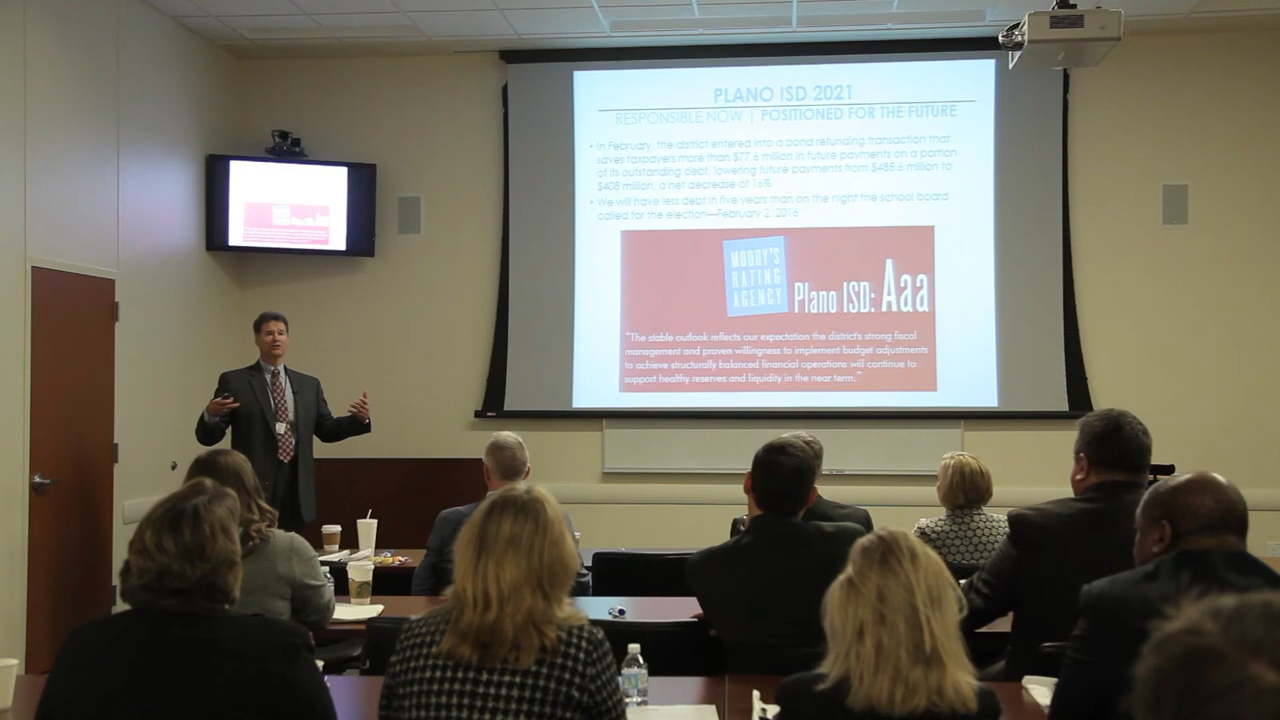 PLANO ISD 2021
RESPONSIBLE NOW | POSITIONED FOR THE FUTURE
• In February, the district entered into a bond refunding transaction that
saves taxpayers more than $77.6 million in future payments on a portion
of its outstanding debt, lowering future payments from $485.6 million to
$408 million, a net decrease of 16%
• We will have less debt in five years than on the night the school board
called for the election—February 2, 2016
MOODY'S
RATING
AGENCY
Plano ISD: Aaa
"The stable outlook reflects our expectation the district's strong fiscal
management and proven willingness to implement budget adjustments
to achieve structurally balanced financial operations will continue to
support healthy reserves and liquidity in the near term."